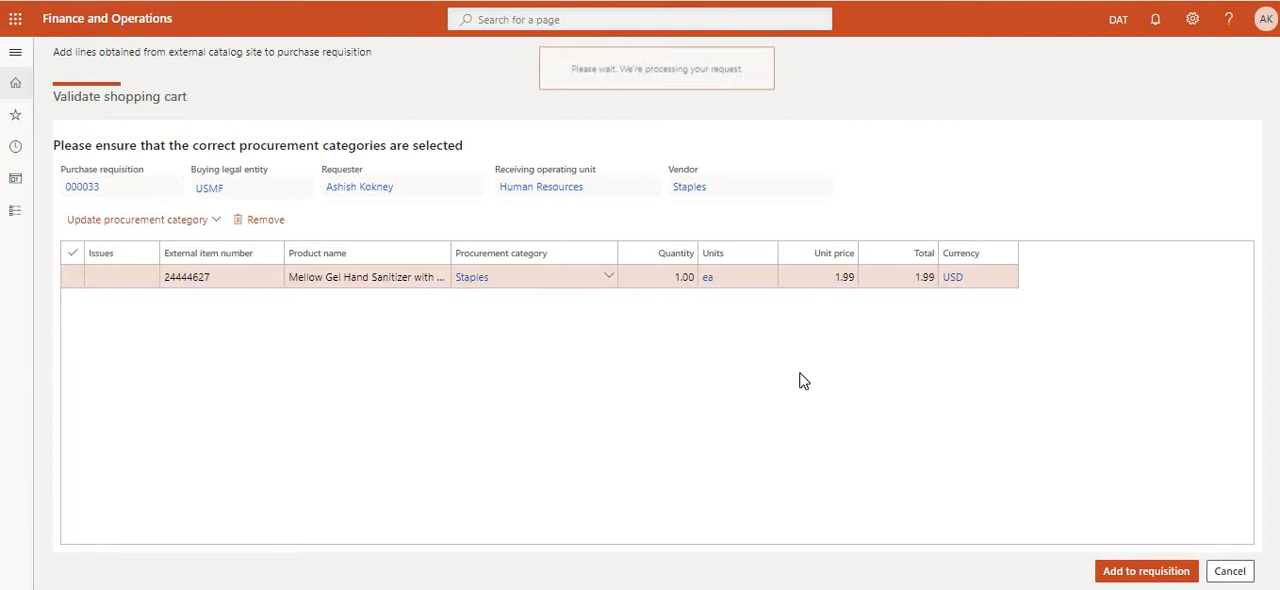 Finance and Operations
Search for a page
DAT
?
AK
Add lines obtained from external catalog site to purchase requisition
Please wait. We're processing your request.
Validate shopping cart
Please ensure that the correct procurement categories are selected
Purchase requisition Buying legal entity Requester Receiving operating unit Vendor
000033 USMF Ashish Kokney Human Resources Staples
Update procurement category Remove
Issues External item number Product name Procurement category Quantity Units Unit price Total Currency
24444627 Mellow Gel Hand Sanitizer with ... Staples 1.00 ea 1.99 1.99 USD
Add to requisition Cancel